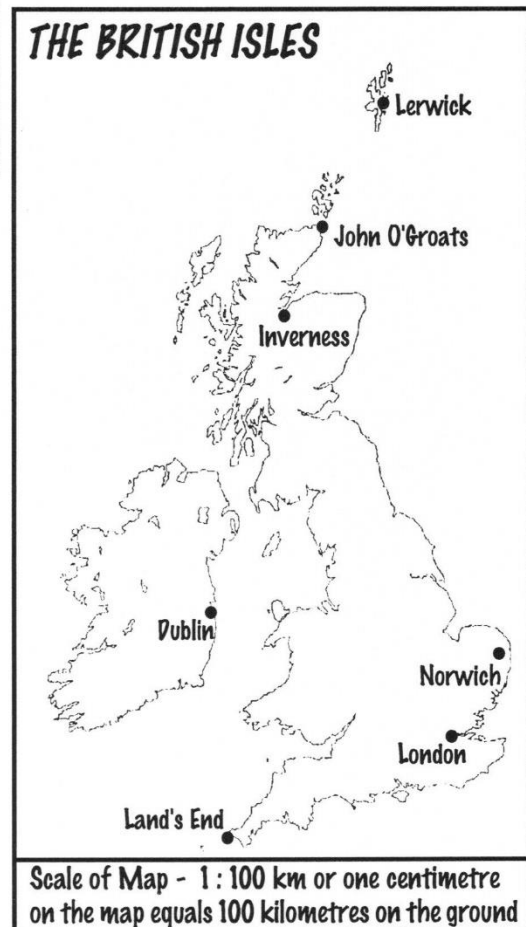 THE BRITISH ISLES
Lerwick
John O'Groats
Inverness
Dublin
Norwich
London
Land's End
Scale of Map - 1 : 100 km or one centimetre
on the map equals 100 kilometres on the ground